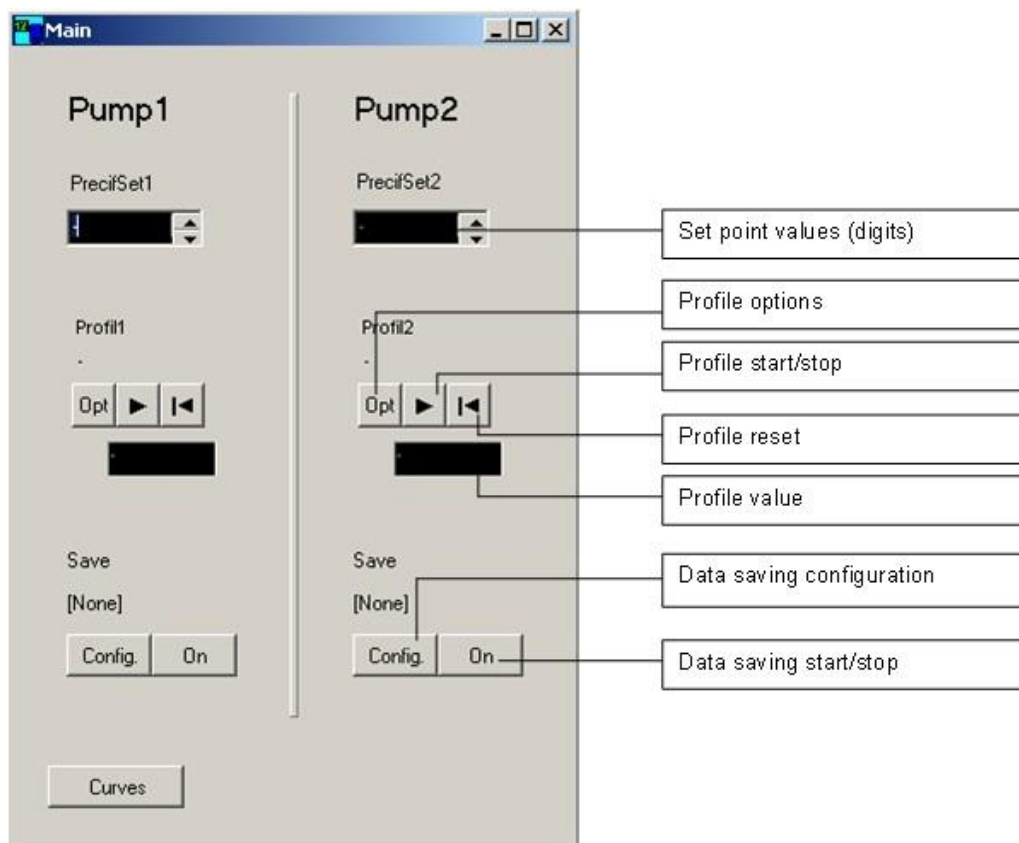 Main
Pump1
Pump2
PrecifSet1
PrecifSet2
Set point values (digits)
Profile options
Profil1
Profil2
Profile start/stop
Opt
Opt
Profile reset
Profile value
Save
Save
Data saving configuration
[None]
[None]
Config.
On
Config.
On
Data saving start/stop
Curves